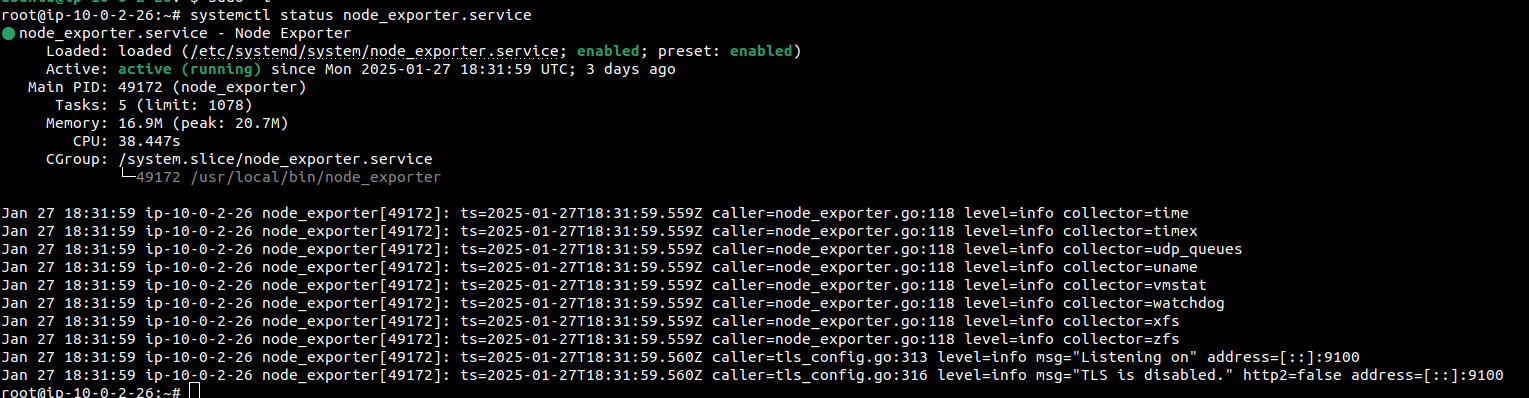 root@ip-10-0-2-26:~# systemctl status node_exporter.service
● node_exporter.service - Node Exporter
     Loaded: loaded (/etc/systemd/system/node_exporter.service; enabled; preset: enabled)
     Active: active (running) since Mon 2025-01-27 18:31:59 UTC; 3 days ago
   Main PID: 49172 (node_exporter)
      Tasks: 5 (limit: 1078)
     Memory: 16.9M (peak: 20.7M)
        CPU: 38.447s
     CGroup: /system.slice/node_exporter.service
             └─49172 /usr/local/bin/node_exporter
Jan 27 18:31:59 ip-10-0-2-26 node_exporter[49172]: ts=2025-01-27T18:31:59.559Z caller=node_exporter.go:118 level=info collector=time
Jan 27 18:31:59 ip-10-0-2-26 node_exporter[49172]: ts=2025-01-27T18:31:59.559Z caller=node_exporter.go:118 level=info collector=timex
Jan 27 18:31:59 ip-10-0-2-26 node_exporter[49172]: ts=2025-01-27T18:31:59.559Z caller=node_exporter.go:118 level=info collector=udp_queues
Jan 27 18:31:59 ip-10-0-2-26 node_exporter[49172]: ts=2025-01-27T18:31:59.559Z caller=node_exporter.go:118 level=info collector=uname
Jan 27 18:31:59 ip-10-0-2-26 node_exporter[49172]: ts=2025-01-27T18:31:59.559Z caller=node_exporter.go:118 level=info collector=vmstat
Jan 27 18:31:59 ip-10-0-2-26 node_exporter[49172]: ts=2025-01-27T18:31:59.559Z caller=node_exporter.go:118 level=info collector=watchdog
Jan 27 18:31:59 ip-10-0-2-26 node_exporter[49172]: ts=2025-01-27T18:31:59.559Z caller=node_exporter.go:118 level=info collector=xfs
Jan 27 18:31:59 ip-10-0-2-26 node_exporter[49172]: ts=2025-01-27T18:31:59.559Z caller=node_exporter.go:118 level=info collector=zfs
Jan 27 18:31:59 ip-10-0-2-26 node_exporter[49172]: ts=2025-01-27T18:31:59.560Z caller=tls_config.go:313 level=info msg="Listening on" address=[::]:9100
Jan 27 18:31:59 ip-10-0-2-26 node_exporter[49172]: ts=2025-01-27T18:31:59.560Z caller=tls_config.go:316 level=info msg="TLS is disabled." http2=false address=[::]:9100
root@ip-10-0-2-26:~#